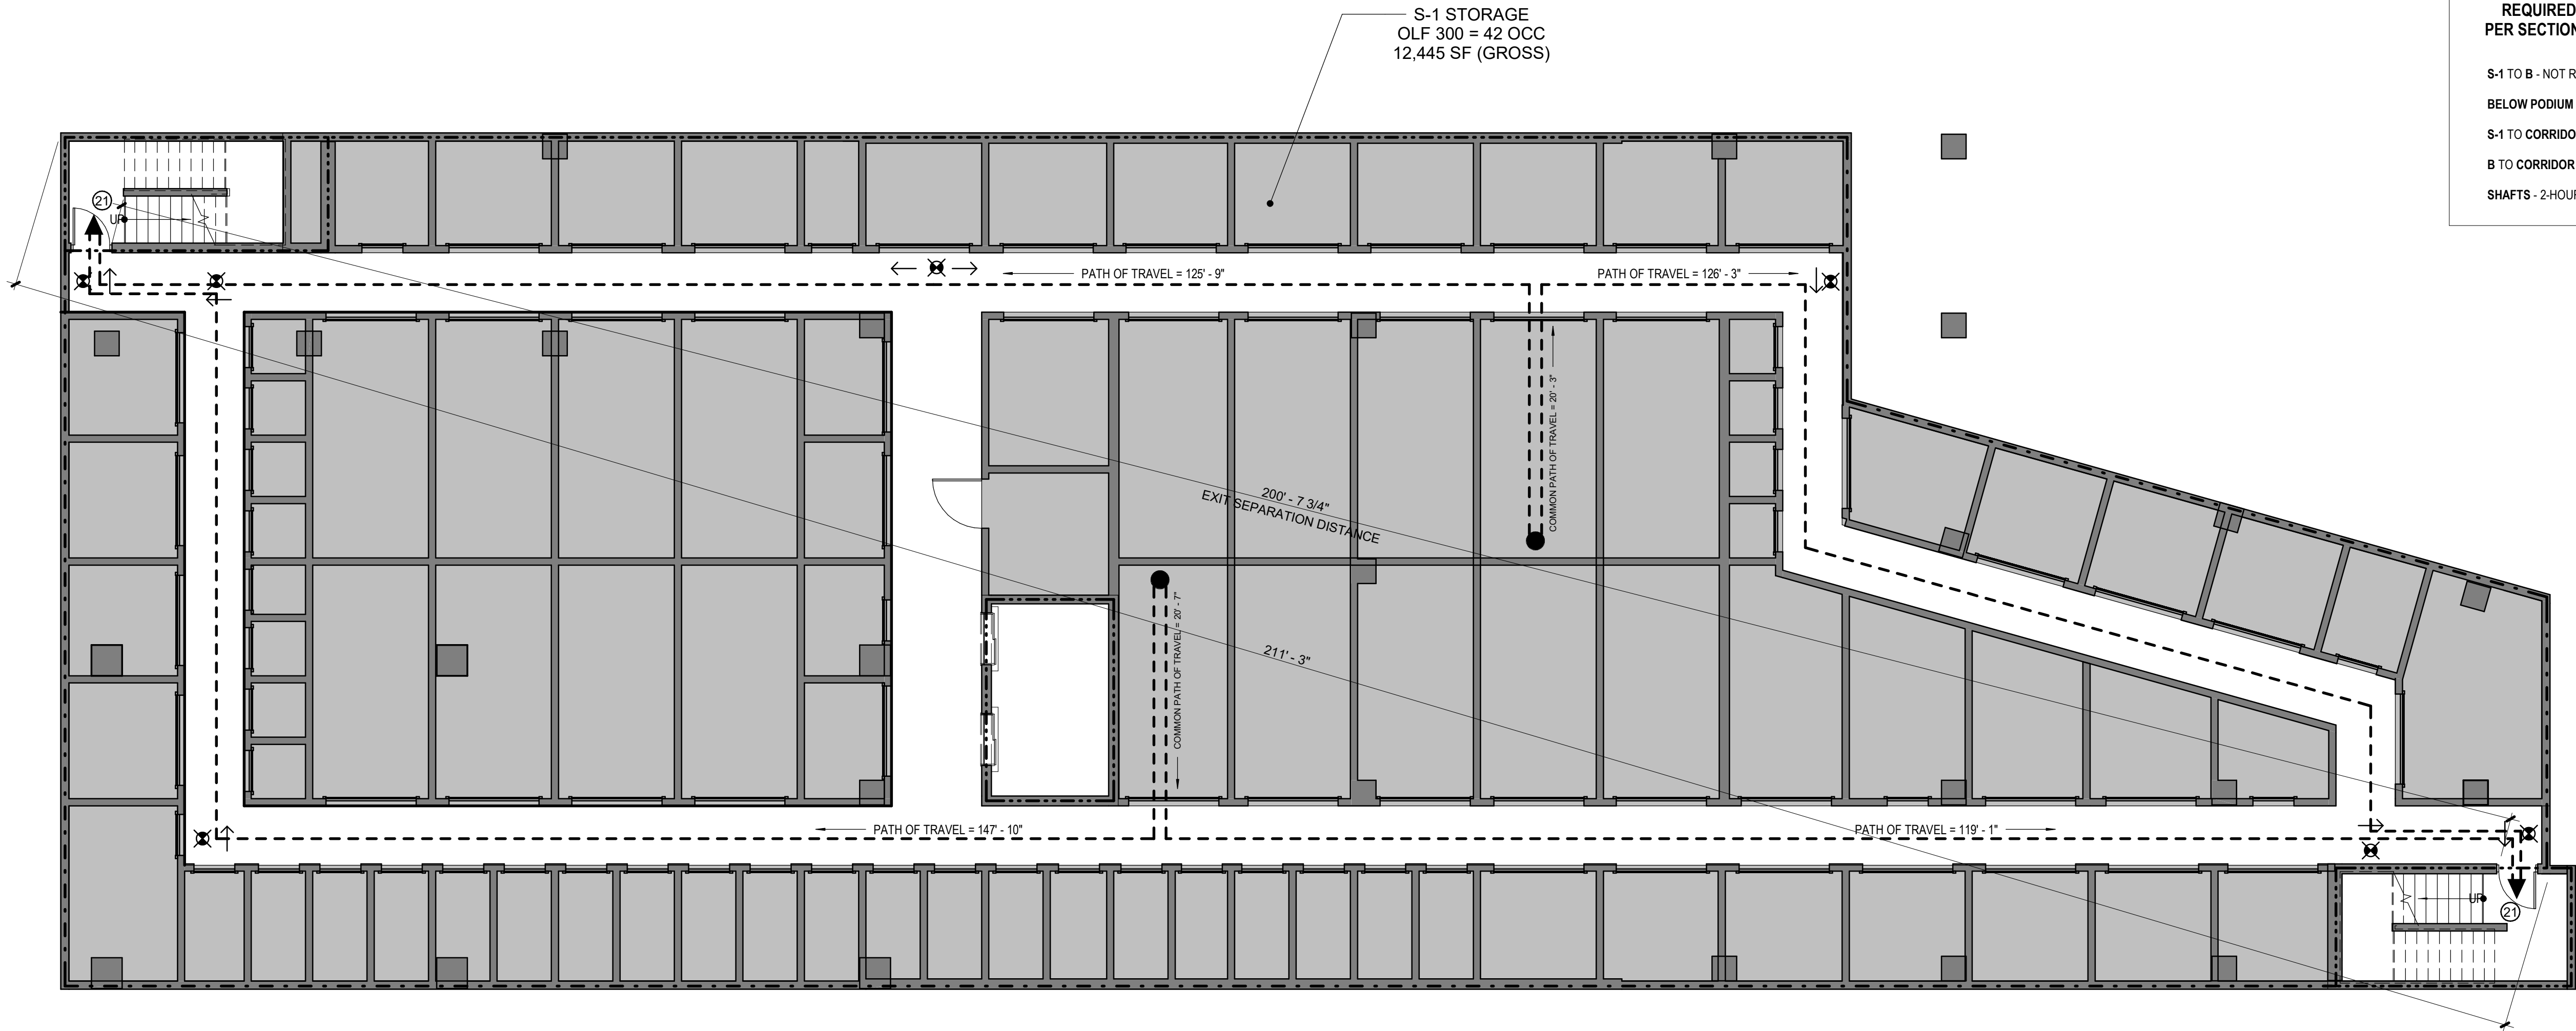 S-1 STORAGE
OLF 300 = 42 OCC
12,445 SF (GROSS)
REQUIRED
PER SECTION
S-1 TO B - NOT R
BELOW PODIUM
S-1 TO CORRIDO
B TO CORRIDOR
SHAFTS - 2-HOU
21
UP
PATH OF TRAVEL = 125' - 9"
PATH OF TRAVEL = 126' - 3"
COMMON PATH OF TRAVEL = 20' - 3"
200' - 7 3/4"
EXIT SEPARATION DISTANCE
COMMON PATH OF TRAVEL = 20' - 7"
211' - 3"
PATH OF TRAVEL = 147' - 10"
PATH OF TRAVEL = 119' - 1"
UP
21